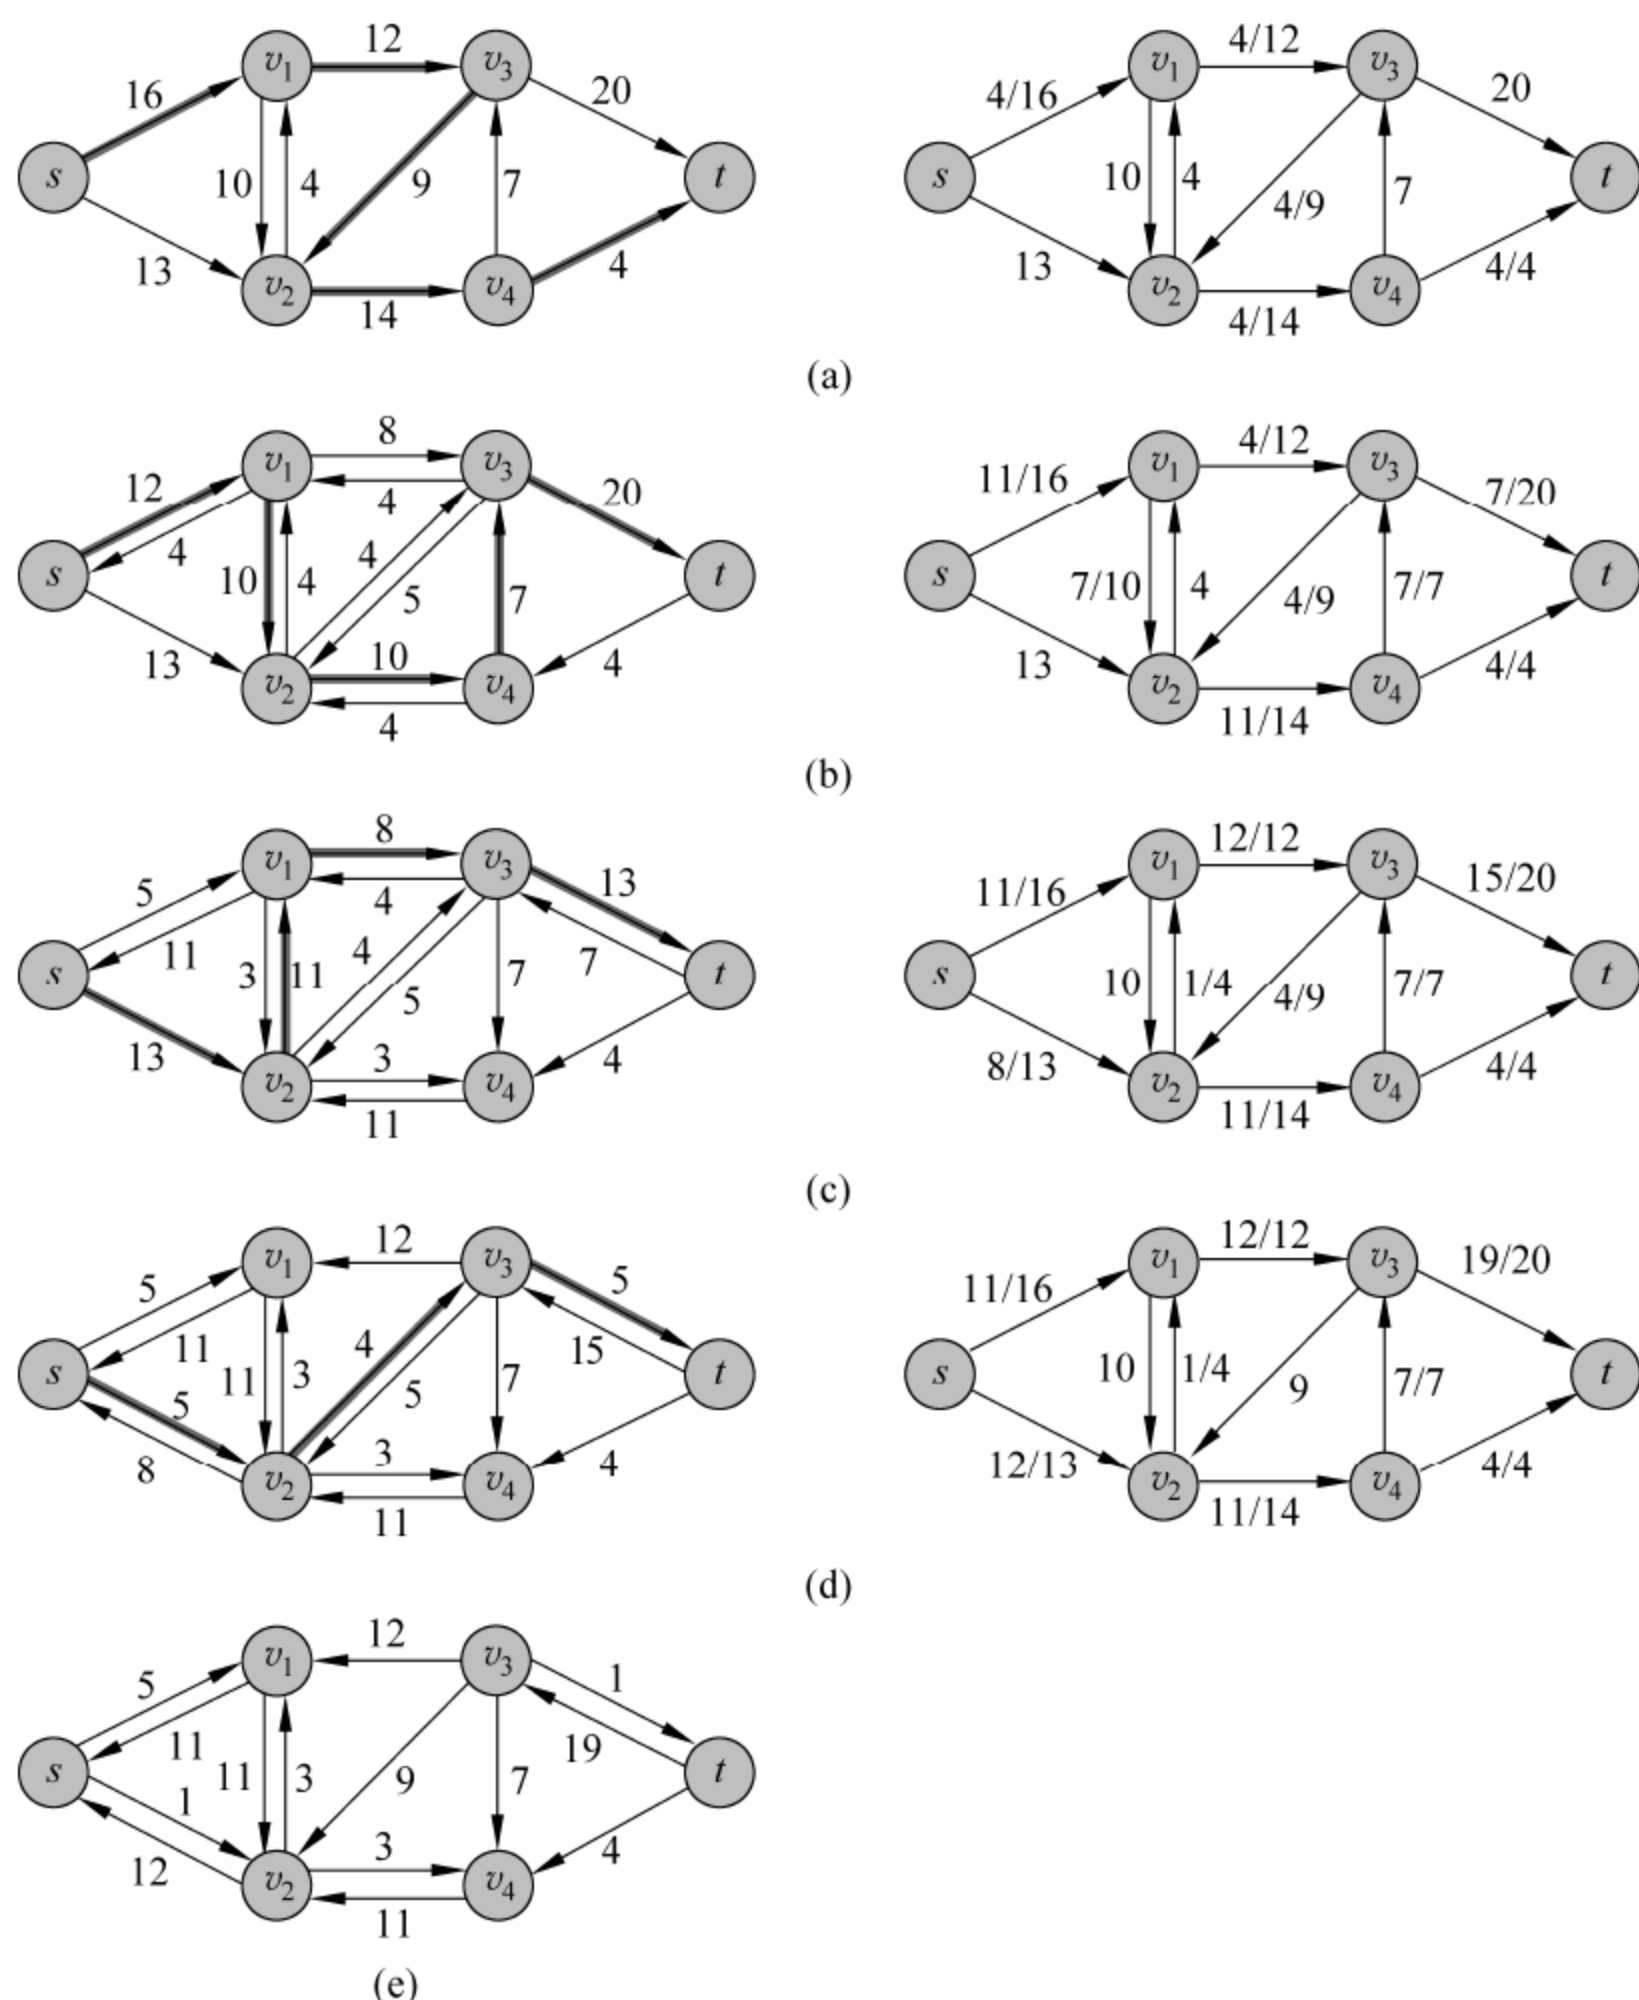 12 12 v1 v3 4/12
16 v1 v3 20 4/16 v1 v3 20
s 10 4 9 7 t s 10 4 4/9 7 t
13 v2 14 v4 4 13 v2 4/14 v4 4/4
(a)
8 4/12
12 v1 4 v3 20 11/16 v1 v3 7/20
s 4 10 4 4 5 7 t s 7/10 4 4/9 7/7 t
13 v2 10 v4 4 13 v2 v4 4/4
4 11/14
(b)
8 12/12
5 v1 4 v3 13 11/16 v1 v3 15/20
s 11 3 11 4 5 7 7 t s 10 1/4 4/9 7/7 t
13 v2 3 v4 4 8/13 v2 v4 4/4
11 11/14
(c)
12 12/12
5 v1 v3 5 11/16 v1 v3 19/20
s 11 5 11 3 4 5 7 15 t s 10 1/4 9 7/7 t
8 v2 3 v4 4 12/13 v2 v4 4/4
11 11/14
(d)
12
5 v1 v3 1
s 11 1 11 3 9 7 19 t
12 v2 3 v4 4
11
(e)